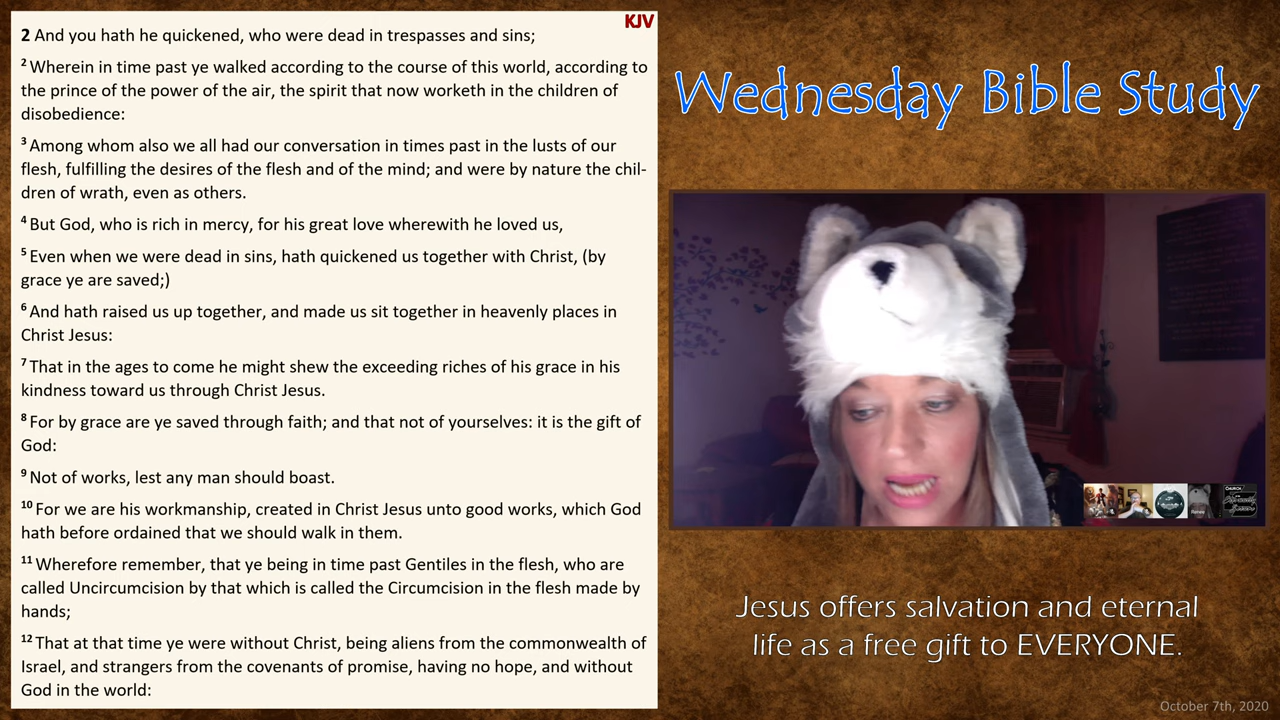 KJV
2 And you hath he quickened, who were dead in trespasses and sins;
2 Wherein in time past ye walked according to the course of this world, according to
the prince of the power of the air, the spirit that now worketh in the children of
disobedience:
3 Among whom also we all had our conversation in times past in the lusts of our
flesh, fulfilling the desires of the flesh and of the mind; and were by nature the chil-
dren of wrath, even as others.
4 But God, who is rich in mercy, for his great love wherewith he loved us,
5 Even when we were dead in sins, hath quickened us together with Christ, (by
grace ye are saved;)
6 And hath raised us up together, and made us sit together in heavenly places in
Christ Jesus:
7 That in the ages to come he might shew the exceeding riches of his grace in his
kindness toward us through Christ Jesus.
8 For by grace are ye saved through faith; and that not of yourselves: it is the gift of
God:
9 Not of works, lest any man should boast.
10 For we are his workmanship, created in Christ Jesus unto good works, which God
hath before ordained that we should walk in them.
11 Wherefore remember, that ye being in time past Gentiles in the flesh, who are
called Uncircumcision by that which is called the Circumcision in the flesh made by
hands;
12 That at that time ye were without Christ, being aliens from the commonwealth of
Israel, and strangers from the covenants of promise, having no hope, and without
God in the world:
Wednesday Bible Study
CHURCH
Renee
Jesus offers salvation and eternal
life as a free gift to EVERYONE.
October 7th, 2020